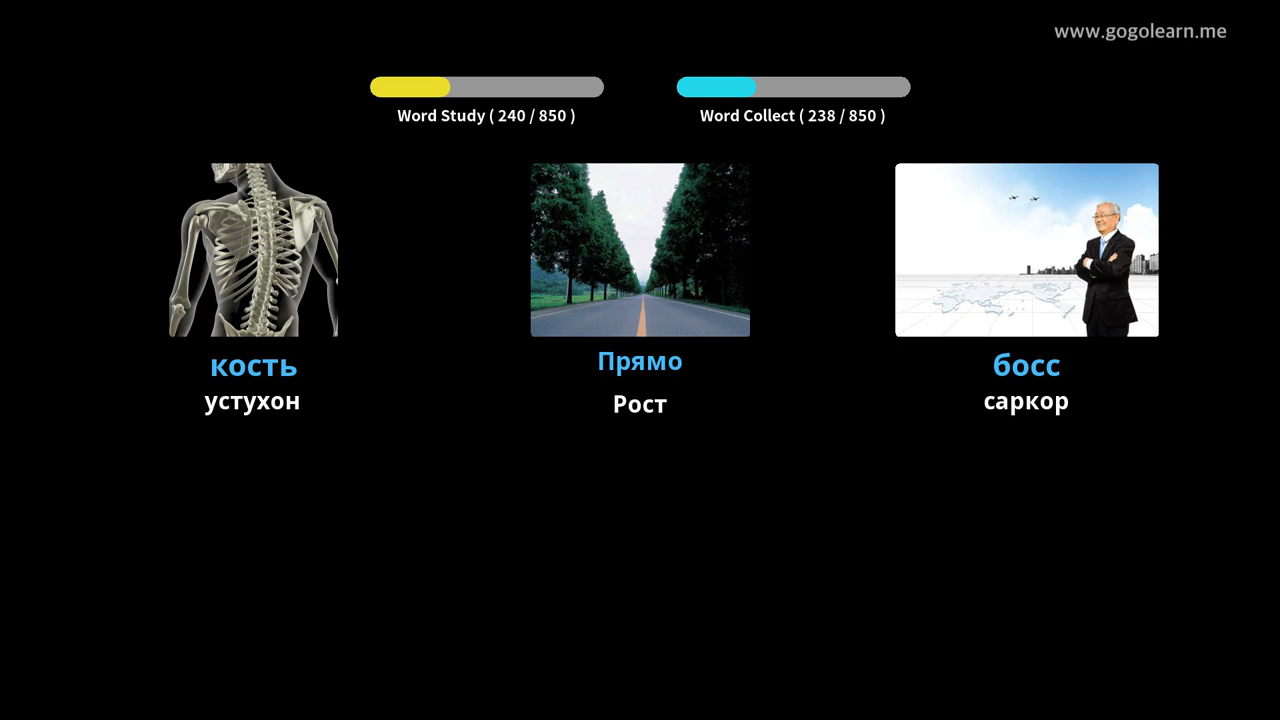 www.gogolearn.me
Word Study ( 240 / 850 )
Word Collect ( 238 / 850 )
кость
устухон
Прямо
Рост
босс
саркор